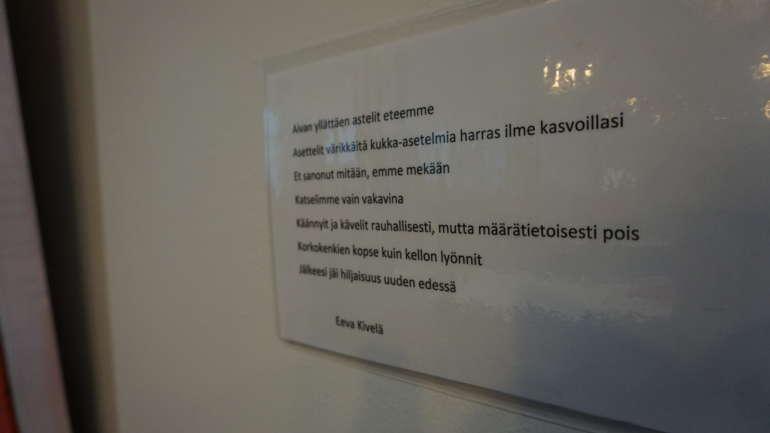 Aivan yllättäen astelit eteemme
Asettelit värikkäitä kukka-asetelmia harras ilme kasvoillasi
Et sanonut mitään, emme mekään
Katselimme vain vakavina
Käännyit ja kävelit rauhallisesti, mutta määrätietoisesti pois
Korkokenkien kopse kuin kellon lyönnit
Jälkeesi jäi hiljaisuus uuden edessä
Eeva Kivelä